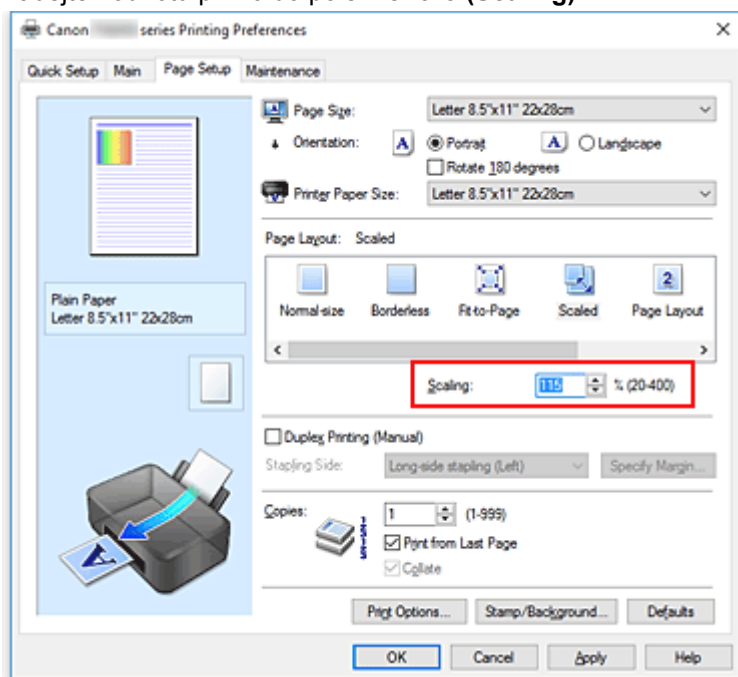 (Scaling)
Canon series Printing Preferences
Quick Setup Main Page Setup Maintenance
Page Size: Letter 8.5"x11" 22x28cm
Orientation: A Portrait A Landscape
Rotate 180 degrees
Printer Paper Size: Letter 8.5"x11" 22x28cm
Page Layout: Scaled
2
Normal-size Borderless Fit-to-Page Scaled Page Layout
Plain Paper
Letter 8.5"x11" 22x28cm
Scaling: 115 % (20-400)
Duplex Printing (Manual)
Stapling Side: Long-side stapling (Left) Specify Margin...
Copies: 1 (1-999)
Print from Last Page
Collate
A
Print Options... Stamp/Background... Defaults
OK Cancel Apply Help